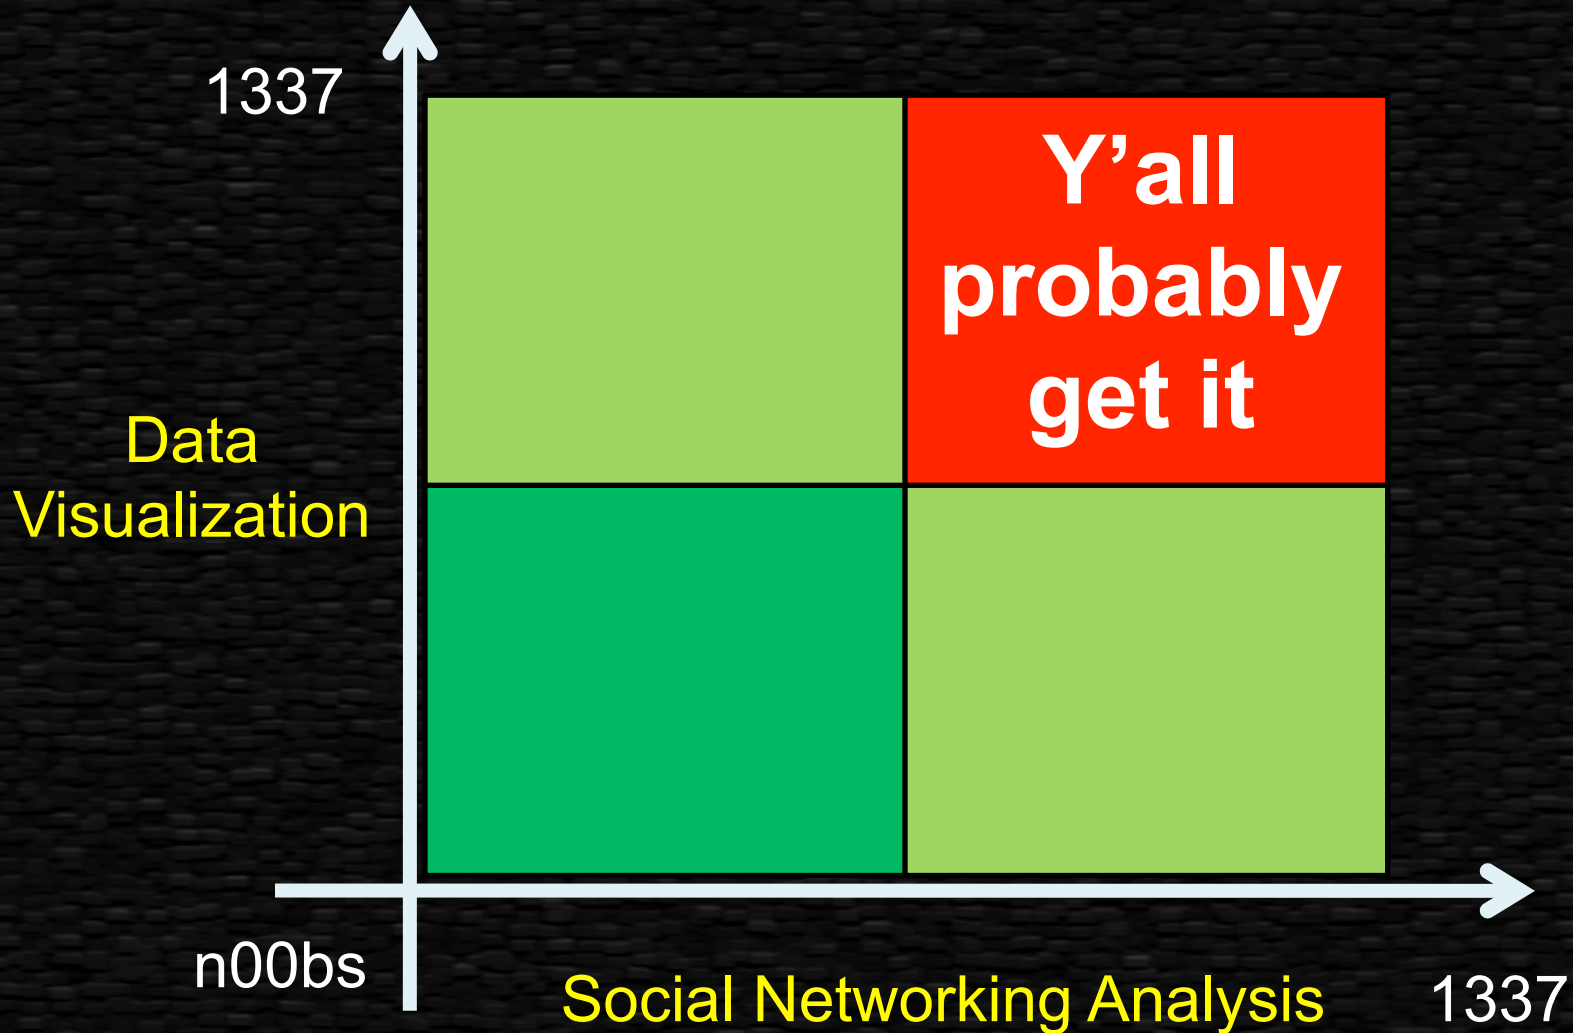 1337
Y’all
probably
get it
Data
Visualization
n00bs
Social Networking Analysis
1337